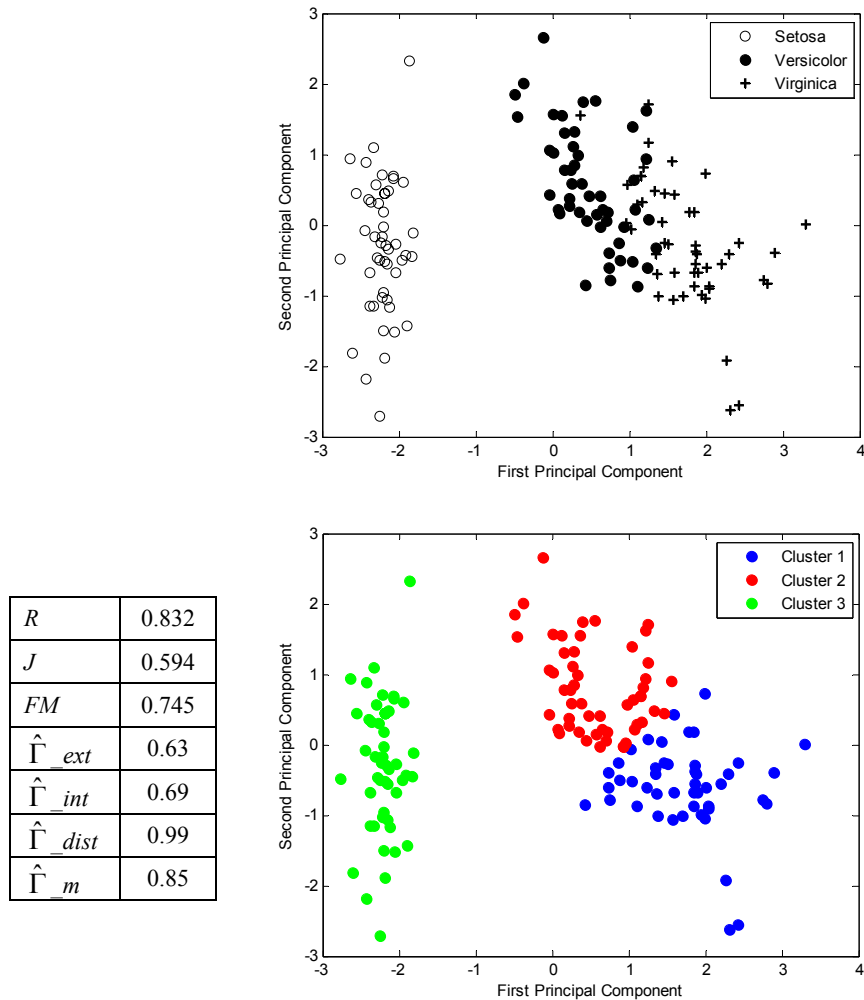 3
2
1
0
-1
-2
-3
Second Principal Component
Setosa
Versicolor
Virginica
-3 -2 -1 0 1 2 3 4
First Principal Component
R 0.832
J 0.594
FM 0.745
Γ̂_ext 0.63
Γ̂_int 0.69
Γ̂_dist 0.99
Γ̂_m 0.85
3
2
1
0
-1
-2
-3
Second Principal Component
Cluster 1
Cluster 2
Cluster 3
-3 -2 -1 0 1 2 3 4
First Principal Component